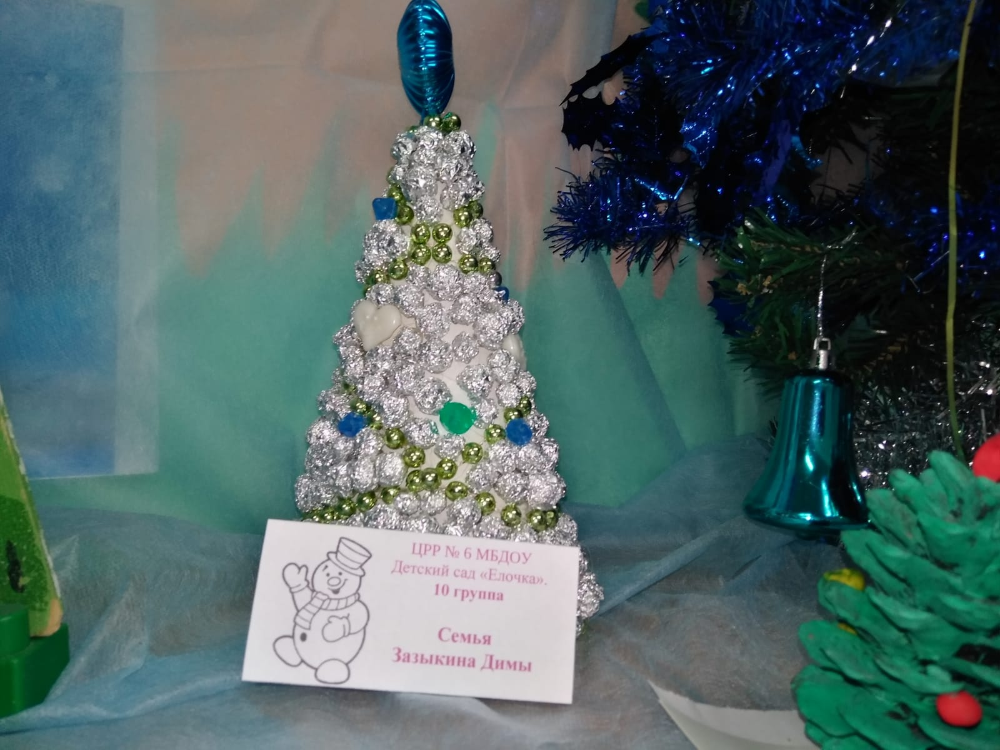 ЦРР № 6 МБДОУ
Детский сад «Елочка».
10 группа
Семья
Зазыкина Димы